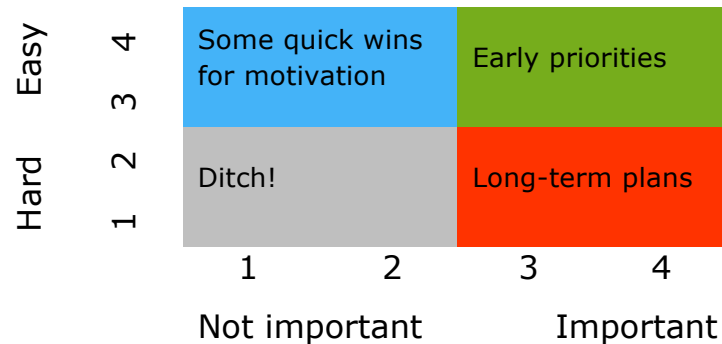 Easy
4
Some quick wins
for motivation
Early priorities
3
Hard
2
Ditch!
Long-term plans
1
1 2 3 4
Not important Important